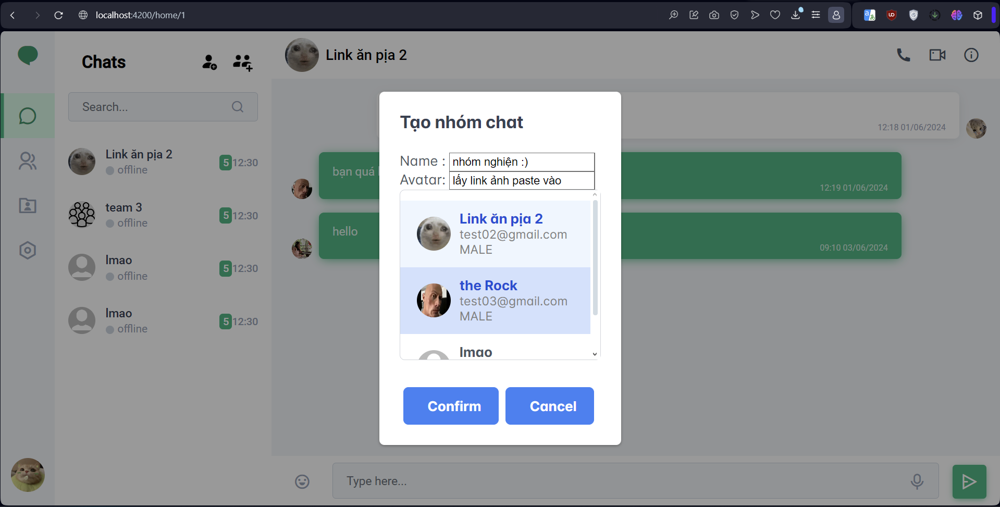 localhost:4200/home/1
Chats
Search...
Link ăn pịa 2
offline
5 12:30
team 3
offline
5 12:30
lmao
offline
5 12:30
lmao
offline
5 12:30
Link ăn pịa 2
12:18 01/06/2024
bạn quá
12:19 01/06/2024
hello
09:10 03/06/2024
Tạo nhóm chat
Name : nhóm nghiện :)
Avatar: lấy link ảnh paste vào
Link ăn pịa 2
test02@gmail.com
MALE
the Rock
test03@gmail.com
MALE
lmao
Confirm
Cancel
Type here...